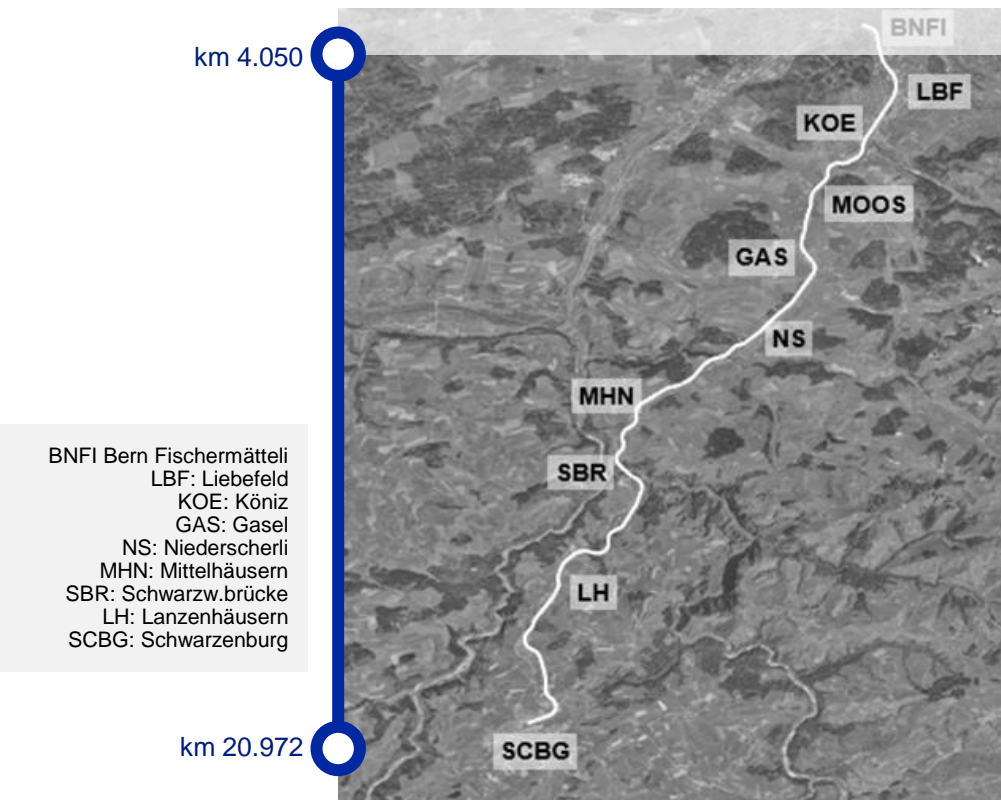 km 4.050
BNFI
LBF
KOE
MOOS
GAS
NS
MHN
SBR
LH
SCBG
BNFI Bern Fischermätteli
LBF: Liebefeld
KOE: Köniz
GAS: Gasel
NS: Niederscherli
MHN: Mittelhäusern
SBR: Schwarzw.brücke
LH: Lanzenhäusern
SCBG: Schwarzenburg
km 20.972